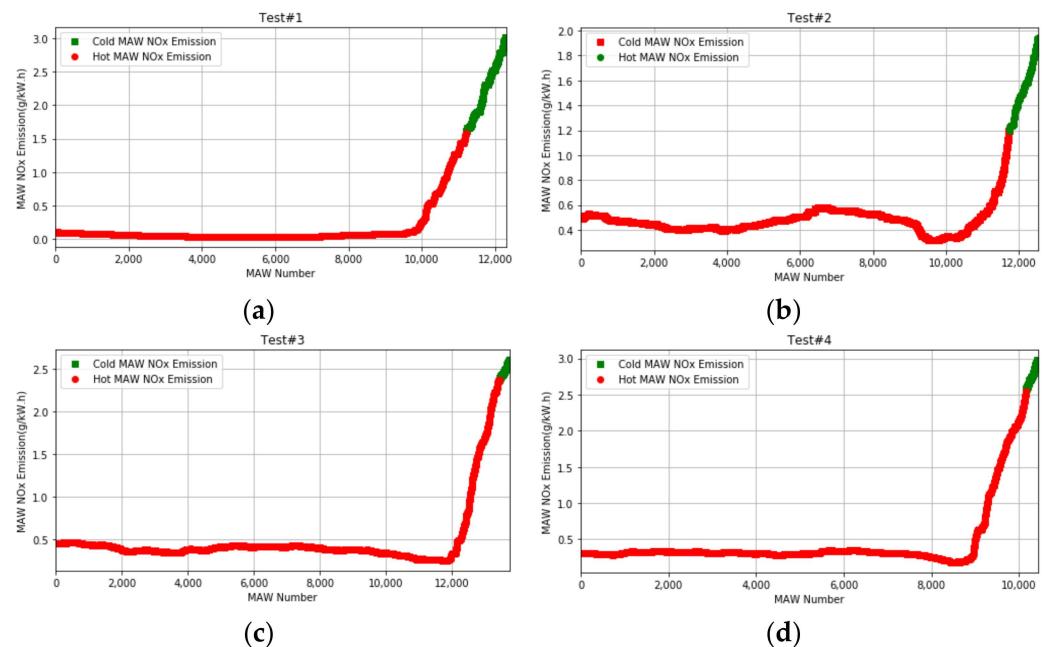 Test#1
MAW NOx Emission(g/kW.h)
3.0
2.5
2.0
1.5
1.0
0.5
0.0
Cold MAW NOx Emission
Hot MAW NOx Emission
0 2,000 4,000 6,000 8,000 10,000 12,000
MAW Number
(a)
Test#2
MAW NOx Emission(g/kW.h)
2.0
1.8
1.6
1.4
1.2
1.0
0.8
0.6
0.4
Cold MAW NOx Emission
Hot MAW NOx Emission
0 2,000 4,000 6,000 8,000 10,000 12,000
MAW Number
(b)
Test#3
MAW NOx Emission(g/kW.h)
2.5
2.0
1.5
1.0
0.5
Cold MAW NOx Emission
Hot MAW NOx Emission
0 2,000 4,000 6,000 8,000 10,000 12,000
MAW Number
(c)
Test#4
MAW NOx Emission(g/kW.h)
3.0
2.5
2.0
1.5
1.0
0.5
Cold MAW NOx Emission
Hot MAW NOx Emission
0 2,000 4,000 6,000 8,000 10,000
MAW Number
(d)